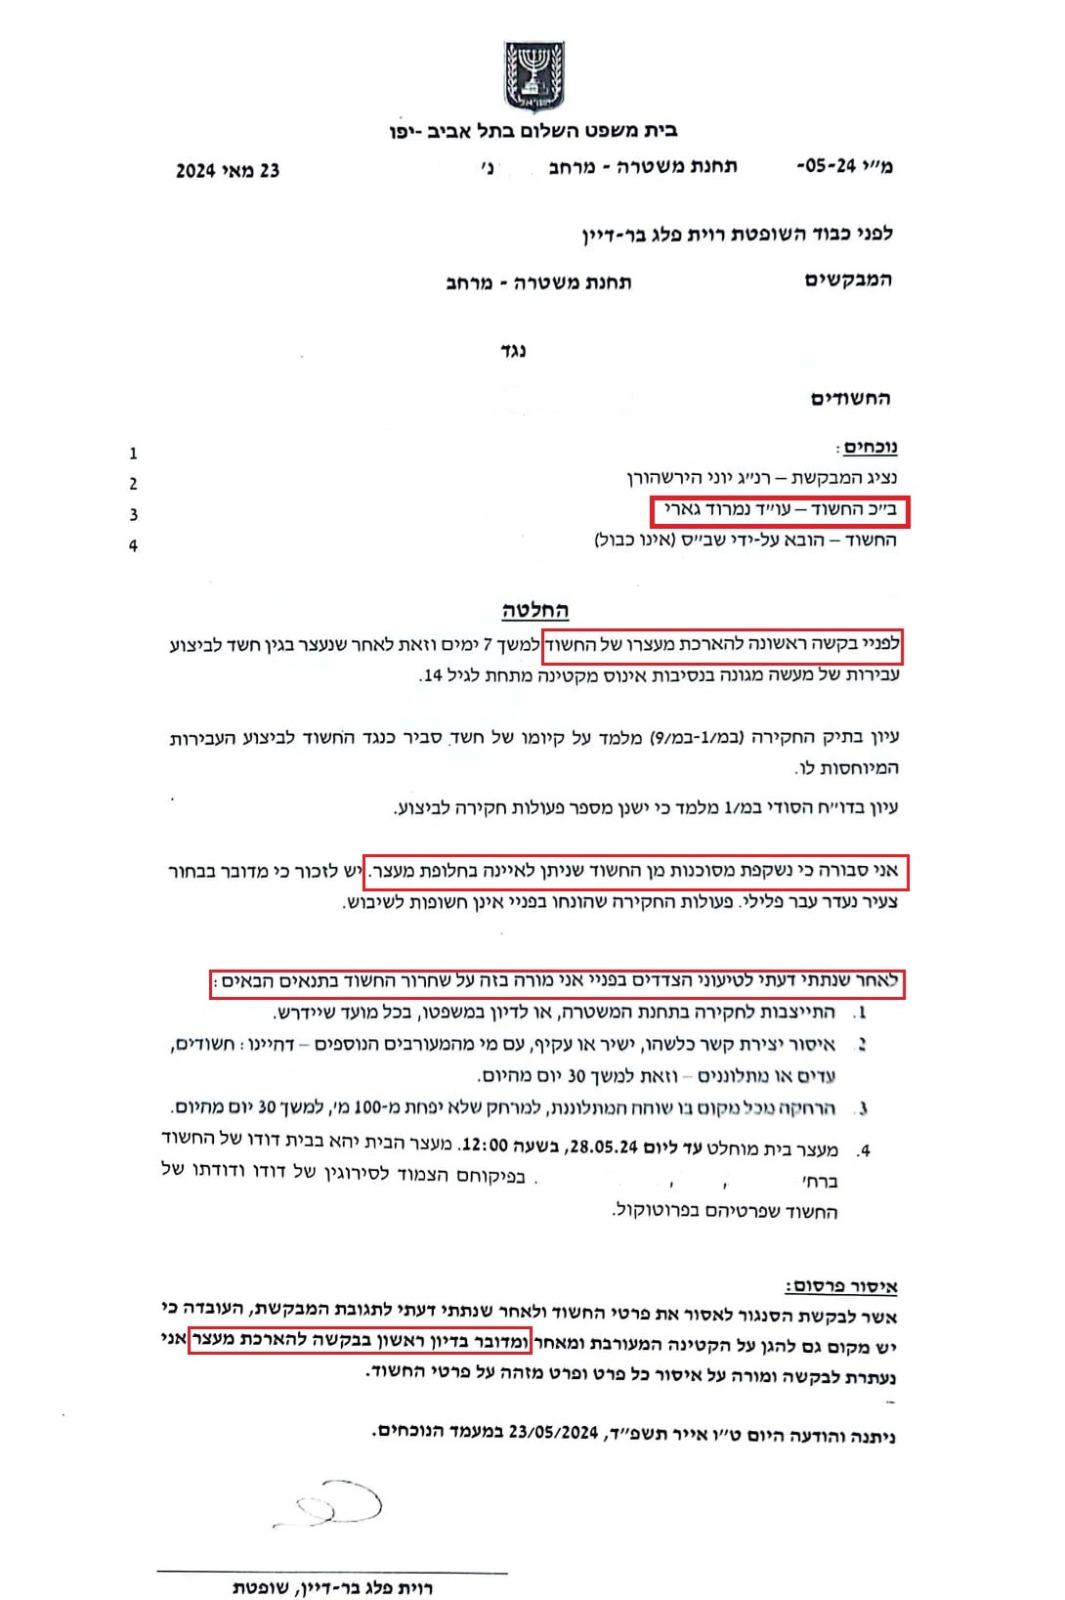 ישראל
בית משפט השלום בתל אביב -יפו
מ"י 05-24- תחנת משטרה - מרחב נ' 23 מאי 2024
לפני כבוד השופטת רוית פלג בר-דיין
המבקשים תחנת משטרה - מרחב
נגד
החשודים
נוכחים: 1
נציג המבקשת – רנ"ג יוני הירשהורן 2
ב"כ החשוד – עו"ד נמרוד גארי 3
החשוד – הובא על-ידי שב"ס (אינו כבול) 4
החלטה
לפניי בקשה ראשונה להארכת מעצרו של החשוד למשך 7 ימים וזאת לאחר שנעצר בגין חשד לביצוע
עבירות של מעשה מגונה בנסיבות אינוס מקטינה מתחת לגיל 14.
עיון בתיק החקירה (במ/1-במ/9) מלמד על קיומו של חשד סביר כנגד החשוד לביצוע העבירות
המיוחסות לו.
עיון בדו"ח הסודי במ/1 מלמד כי ישנן מספר פעולות חקירה לביצוע.
אני סבורה כי נשקפת מסוכנות מן החשוד שניתן לאיינה בחלופת מעצר. יש לזכור כי מדובר בבחור
צעיר נעדר עבר פלילי. פעולות החקירה שהונחו בפניי אינן חשופות לשיבוש.
לאחר שנתתי דעתי לטיעוני הצדדים בפניי אני מורה בזה על שחרור החשוד בתנאים הבאים:
1. התייצבות לחקירה בתחנת המשטרה, או לדיון במשפטו, בכל מועד שיידרש.
2 איסור יצירת קשר כלשהו, ישיר או עקיף, עם מי מהמעורבים הנוספים – דהיינו: חשודים,
עדים או מתלוננים – וזאת למשך 30 יום מהיום.
3. הרחקה מכל מקום בו שוהה המתלוננת, למרחק שלא יפחת מ-100 מ', למשך 30 יום מהיום.
4. מעצר בית מוחלט עד ליום 28.05.24, בשעה 12:00. מעצר הבית יהא בבית דודו של החשוד
ברח' , , . בפיקוחם הצמוד לסירוגין של דודו ודודתו של
החשוד שפרטיהם בפרוטוקול.
איסור פרסום:
אשר לבקשת הסנגור לאסור את פרטי החשוד ולאחר שנתתי דעתי לתגובת המבקשת, העובדה כי
יש מקום גם להגן על הקטינה המעורבת ומאחר ומדובר בדיון ראשון בבקשה להארכת מעצר אני
נעתרת לבקשה ומורה על איסור כל פרט ופרט מזהה על פרטי החשוד.
ניתנה והודעה היום ט"ו אייר תשפ"ד, 23/05/2024 במעמד הנוכחים.
רוית פלג בר-דיין, שופטת